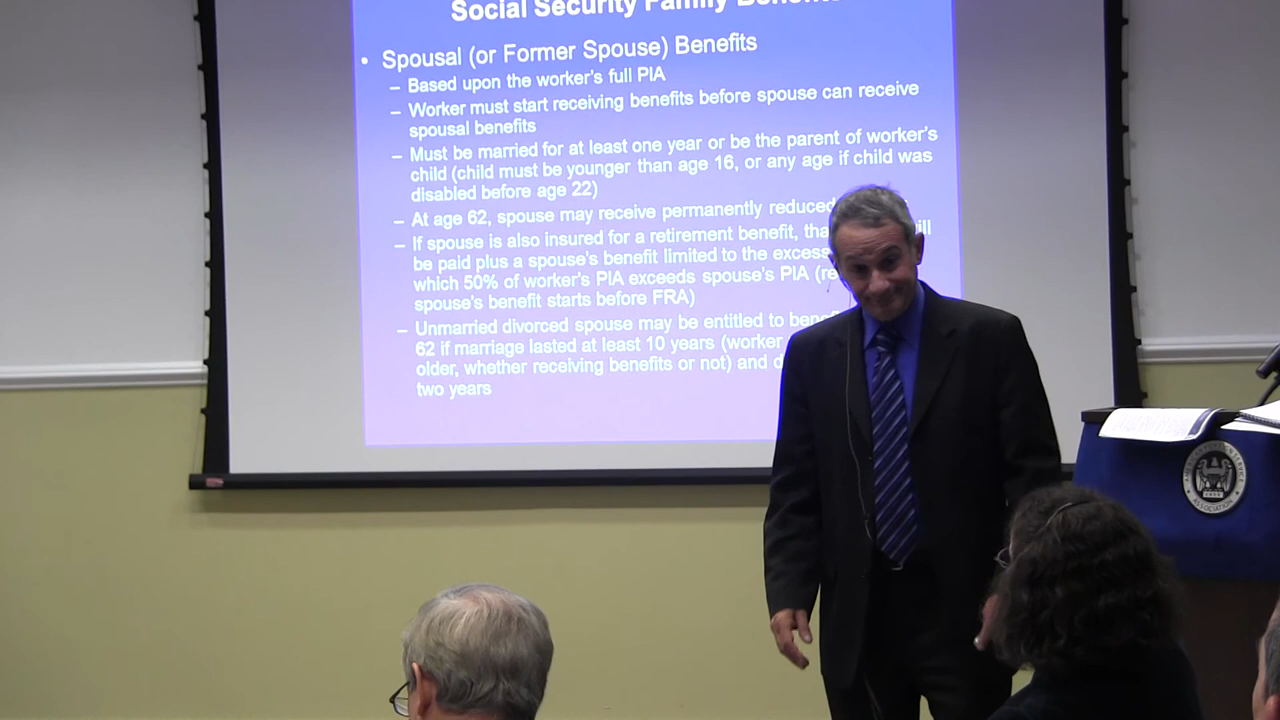 Social Security Family Benefits
• Spousal (or Former Spouse) Benefits
– Based upon the worker's full PIA
– Worker must start receiving benefits before spouse can receive
spousal benefits
– Must be married for at least one year or be the parent of worker's
child (child must be younger than age 16, or any age if child was
disabled before age 22)
– At age 62, spouse may receive permanently reduced
– If spouse is also insured for a retirement benefit,
be paid plus a spouse's benefit limited to the excess
which 50% of worker's PIA exceeds spouse's PIA
spouse's benefit starts before FRA)
– Unmarried divorced spouse may be entitled to
62 if marriage lasted at least 10 years (worker
older, whether receiving benefits or not) and
two years
AMERICAN FOREIGN SERVICE
ASSOCIATION